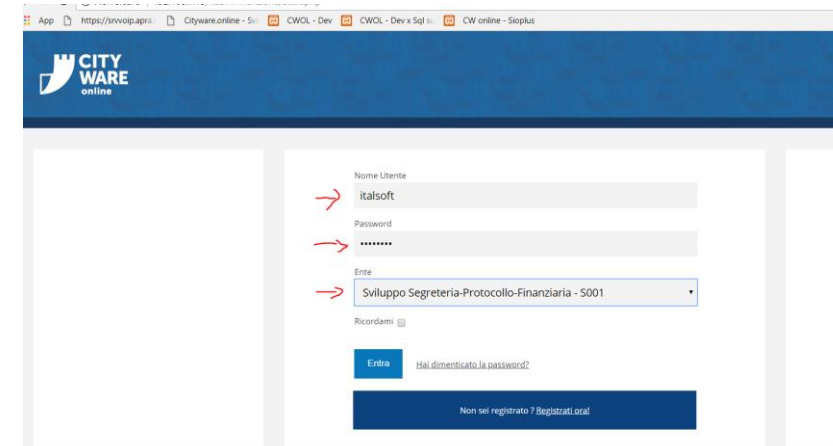 App https://srvvoip.apra. Cityware.online - Svi CWOL - Dev CWOL - Dev x Sql su CW online - Sioplus
CITY
WARE
online
Nome Utente
italsoft
Password
••••••••
Ente
Sviluppo Segreteria-Protocollo-Finanziaria - S001
Ricordami
Entra Hai dimenticato la password?
Non sei registrato ? Registrati ora!